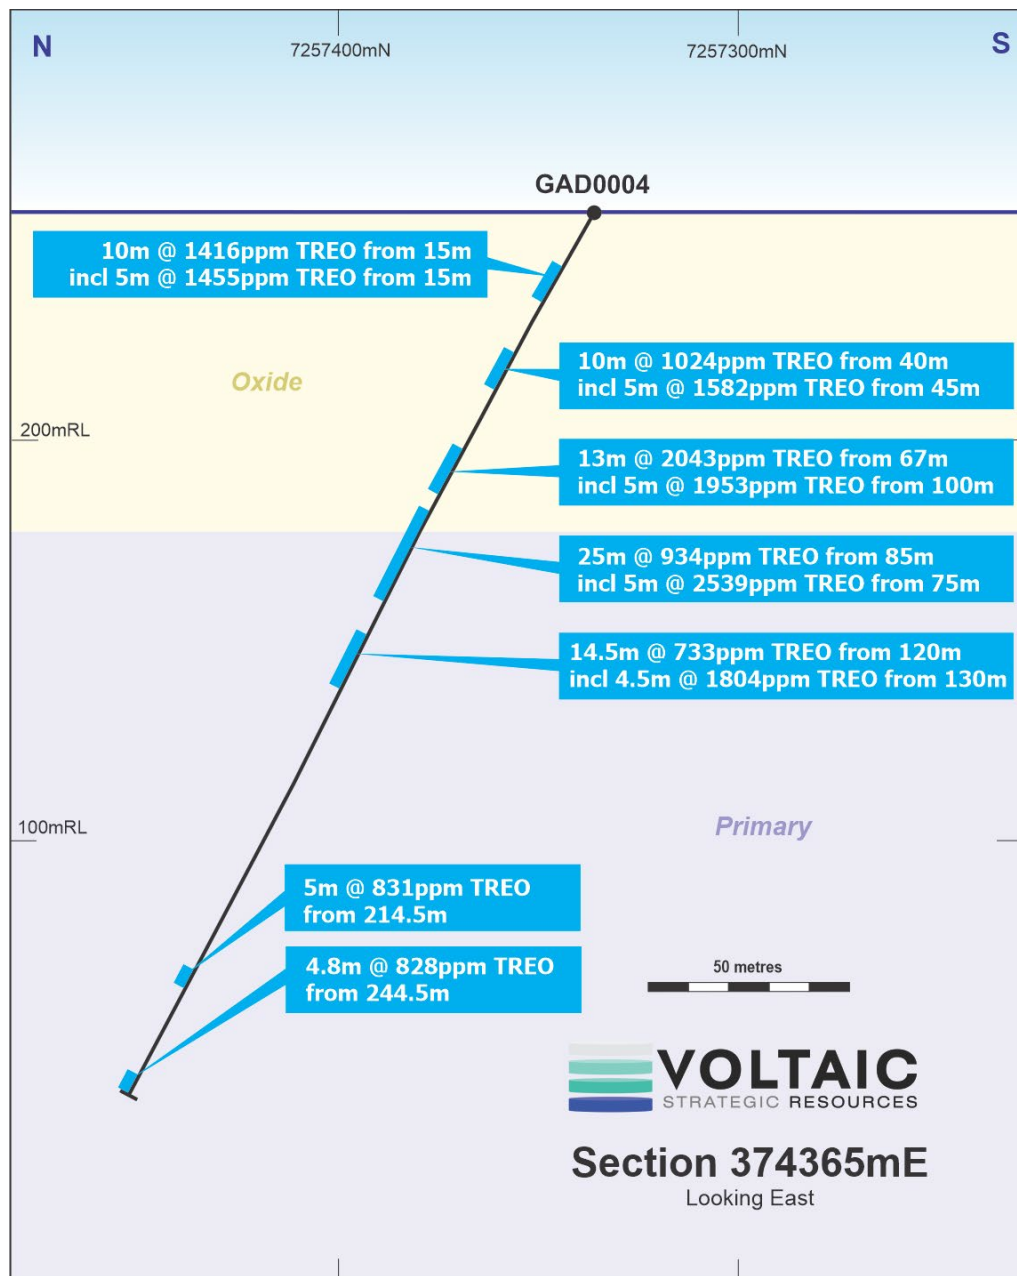 N
7257400mN
7257300mN
S
GAD0004
10m @ 1416ppm TREO from 15m
incl 5m @ 1455ppm TREO from 15m
10m @ 1024ppm TREO from 40m
incl 5m @ 1582ppm TREO from 45m
Oxide
200mRL
13m @ 2043ppm TREO from 67m
incl 5m @ 1953ppm TREO from 100m
25m @ 934ppm TREO from 85m
incl 5m @ 2539ppm TREO from 75m
14.5m @ 733ppm TREO from 120m
incl 4.5m @ 1804ppm TREO from 130m
100mRL
Primary
5m @ 831ppm TREO
from 214.5m
4.8m @ 828ppm TREO
from 244.5m
50 metres
VOLTAIC
STRATEGIC RESOURCES
Section 374365mE
Looking East